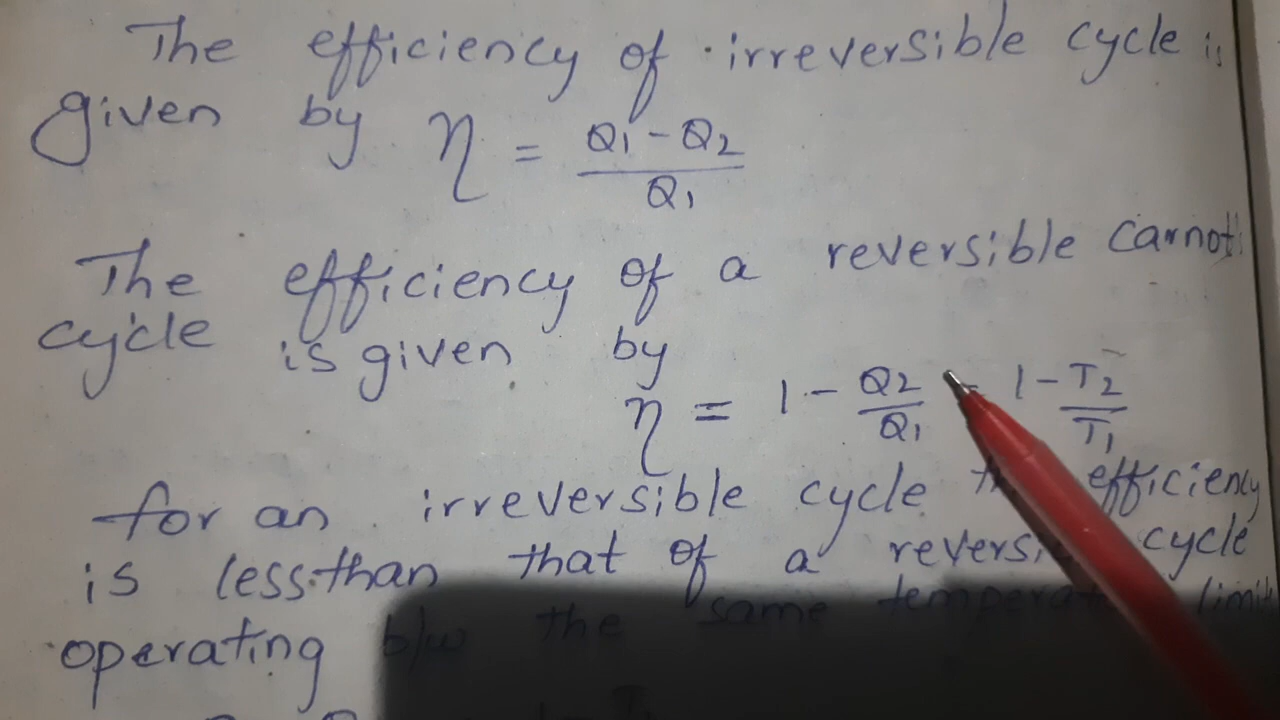 The efficiency of irreversible cycle is
given by η = Q1 - Q2 / Q1
The efficiency of a reversible carnot
cycle is given by
η = 1 - Q2/Q1 = 1 - T2/T1
for an irreversible cycle efficiency
is less than that of a cycle
operating b/w the same